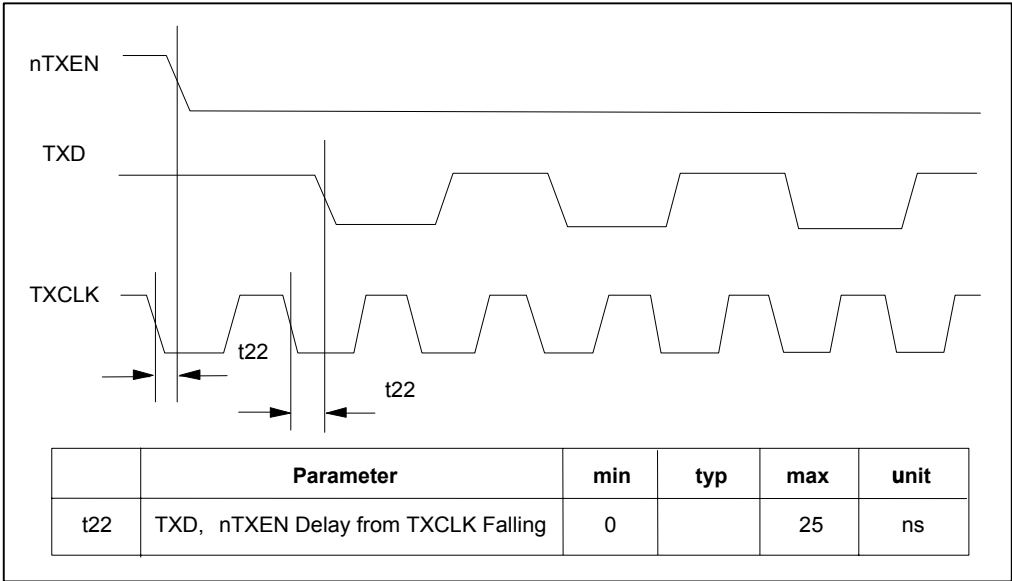 nTXEN
TXD
TXCLK
t22
t22
Parameter min typ max unit
t22 TXD, nTXEN Delay from TXCLK Falling 0 25 ns